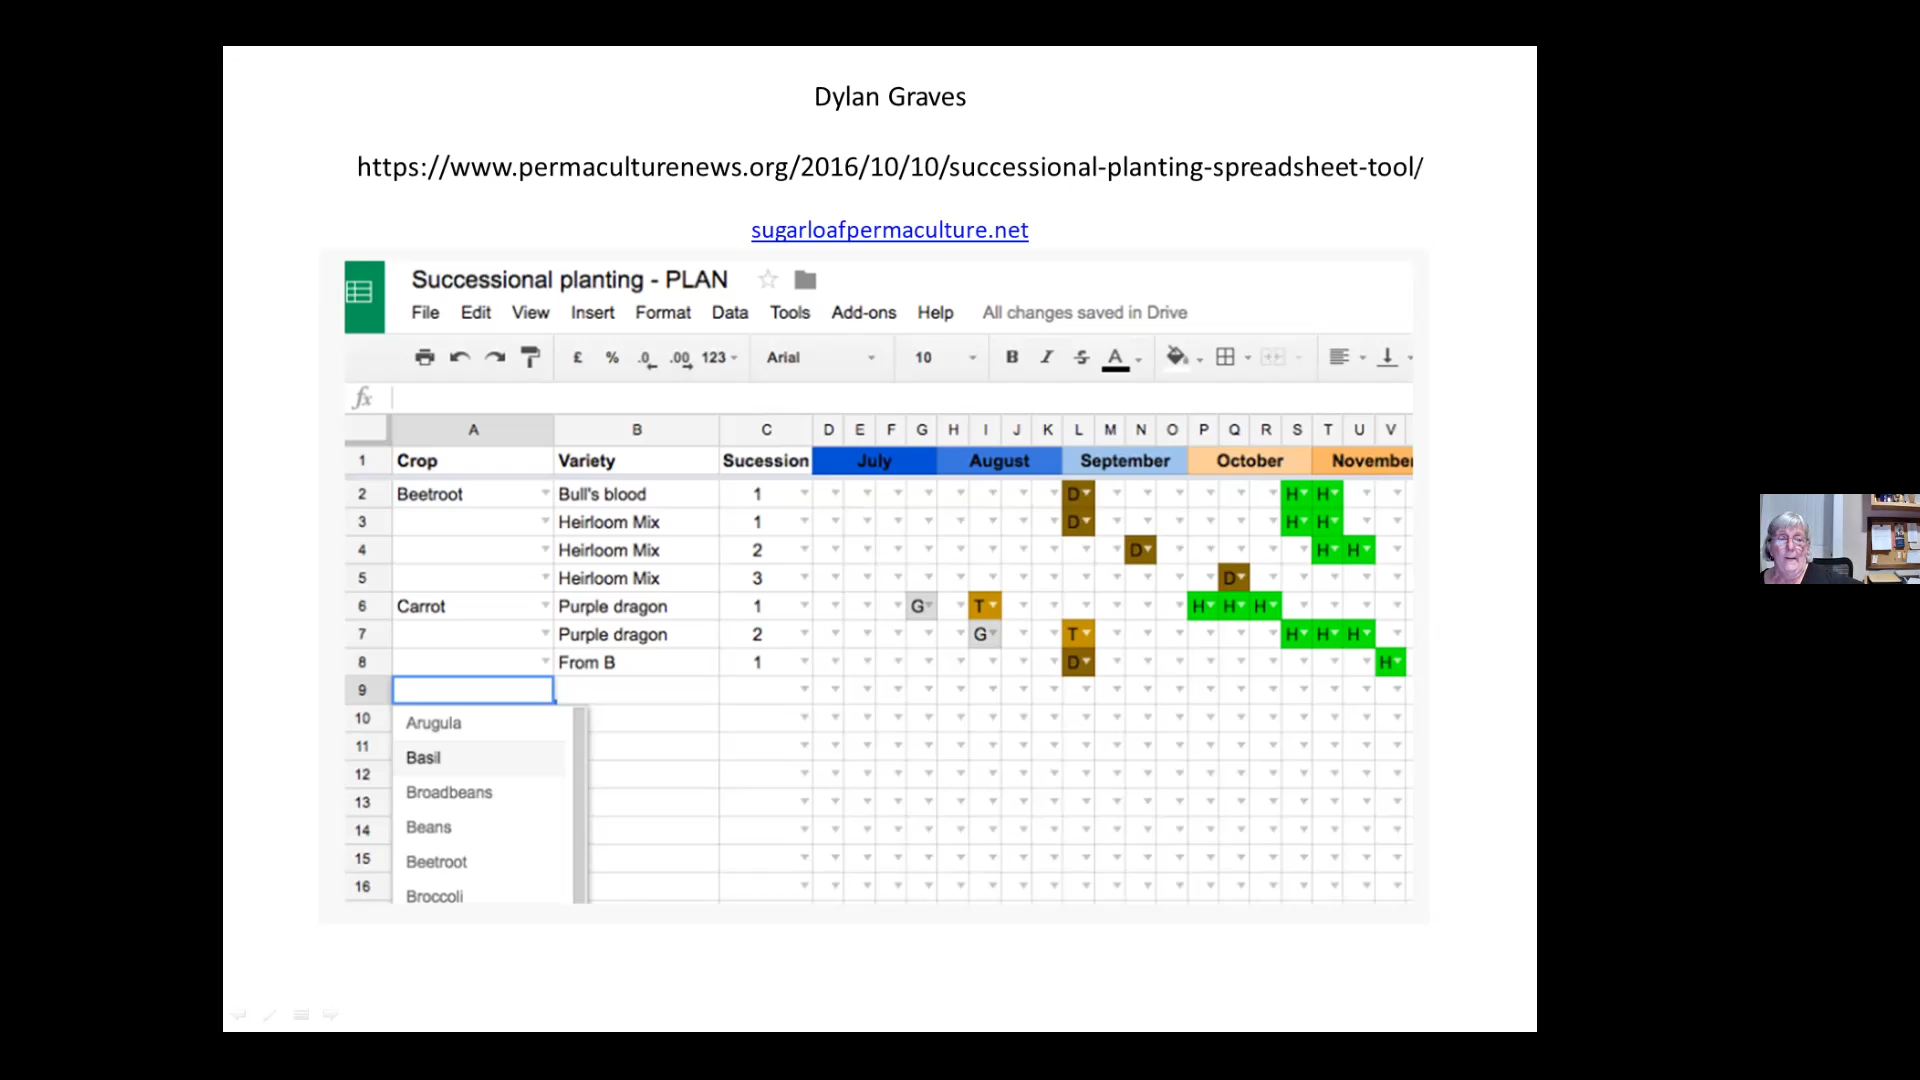 Dylan Graves
https://www.permaculturenews.org/2016/10/10/successional-planting-spreadsheet-tool/
sugarloafpermaculture.net
Successional planting - PLAN
File Edit View Insert Format Data Tools Add-ons Help All changes saved in Drive
£ % .0 .00 123 Arial 10 B I S A
fx
A B C D E F G H I J K L M N O P Q R S T U V
1 Crop Variety Sucession July August September October November
2 Beetroot Bull's blood 1 D H H
3 Heirloom Mix 1 D H H
4 Heirloom Mix 2 D H H
5 Heirloom Mix 3 D
6 Carrot Purple dragon 1 G T H H H
7 Purple dragon 2 G T H H H
8 From B 1 D H
9
10 Arugula
11 Basil
12
13 Broadbeans
14 Beans
15 Beetroot
16 Broccoli